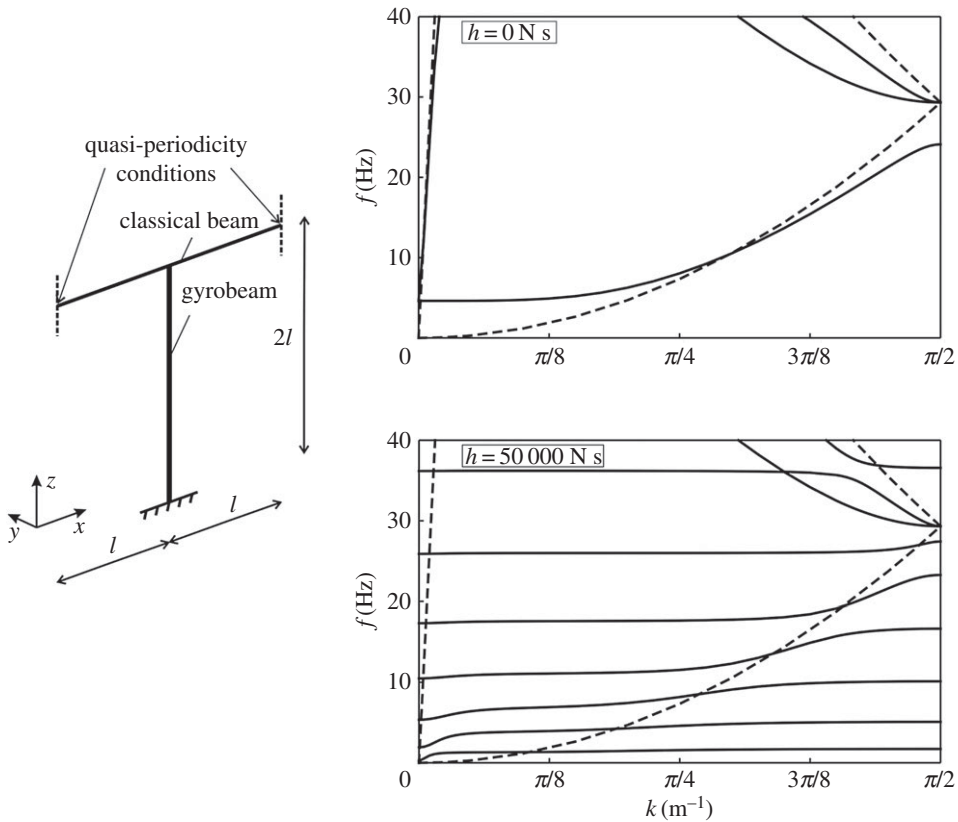 quasi-periodicity
conditions
classical beam
gyrobeam
2l
z
y
x
l
l
h = 0 N s
f (Hz)
40
30
20
10
0
π/8
π/4
3π/8
π/2
h = 50 000 N s
f (Hz)
40
30
20
10
0
π/8
π/4
3π/8
π/2
k (m⁻¹)